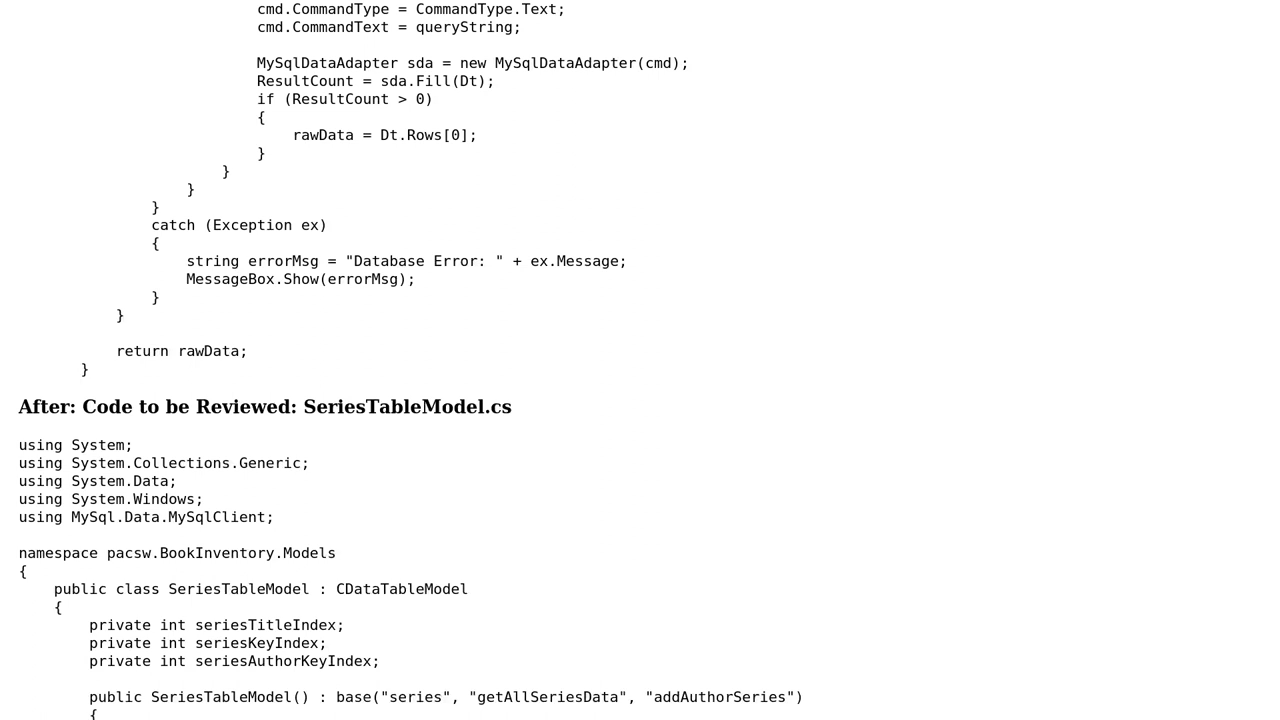 cmd.CommandType = CommandType.Text;
cmd.CommandText = queryString;
MySqlDataAdapter sda = new MySqlDataAdapter(cmd);
ResultCount = sda.Fill(Dt);
if (ResultCount > 0)
{
rawData = Dt.Rows[0];
}
}
}
}
catch (Exception ex)
{
string errorMsg = "Database Error: " + ex.Message;
MessageBox.Show(errorMsg);
}
}
return rawData;
}
After: Code to be Reviewed: SeriesTableModel.cs
using System;
using System.Collections.Generic;
using System.Data;
using System.Windows;
using MySql.Data.MySqlClient;
namespace pacsw.BookInventory.Models
{
public class SeriesTableModel : CDataTableModel
{
private int seriesTitleIndex;
private int seriesKeyIndex;
private int seriesAuthorKeyIndex;
public SeriesTableModel() : base("series", "getAllSeriesData", "addAuthorSeries")
{